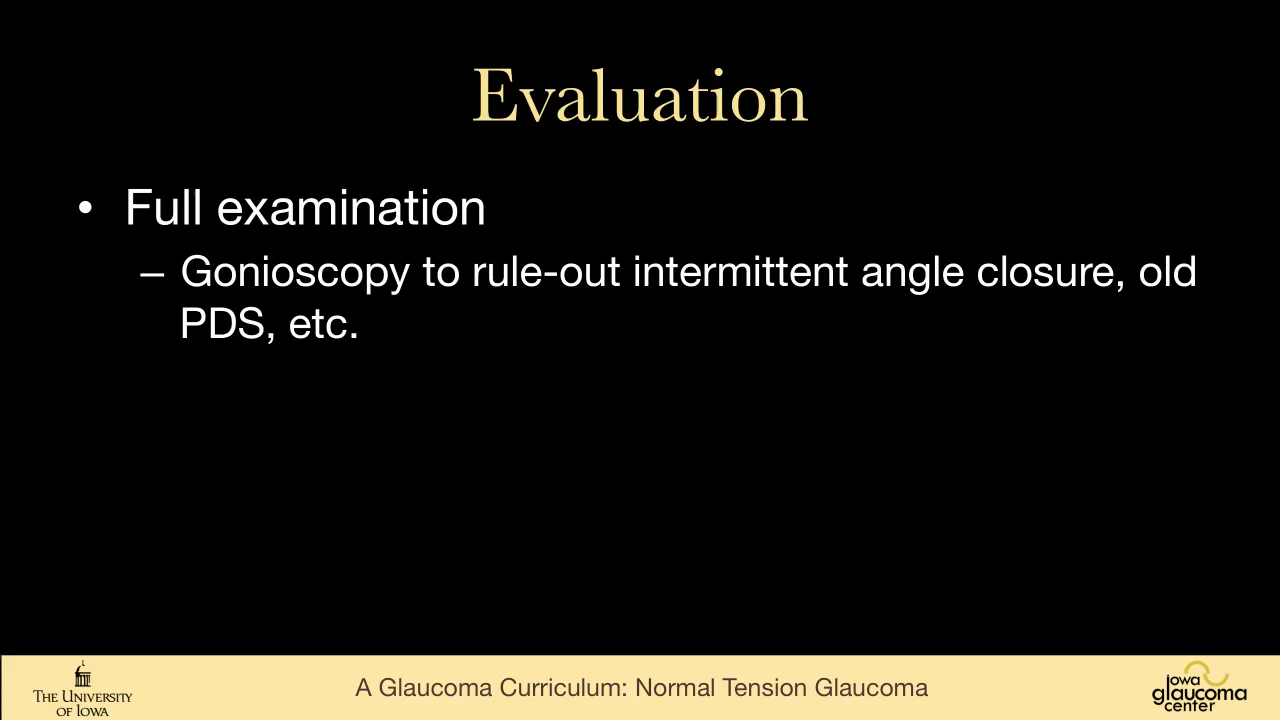 Evaluation
• Full examination
– Gonioscopy to rule-out intermittent angle closure, old
PDS, etc.
THE UNIVERSITY
OF IOWA
A Glaucoma Curriculum: Normal Tension Glaucoma
iowa
glaucoma
center